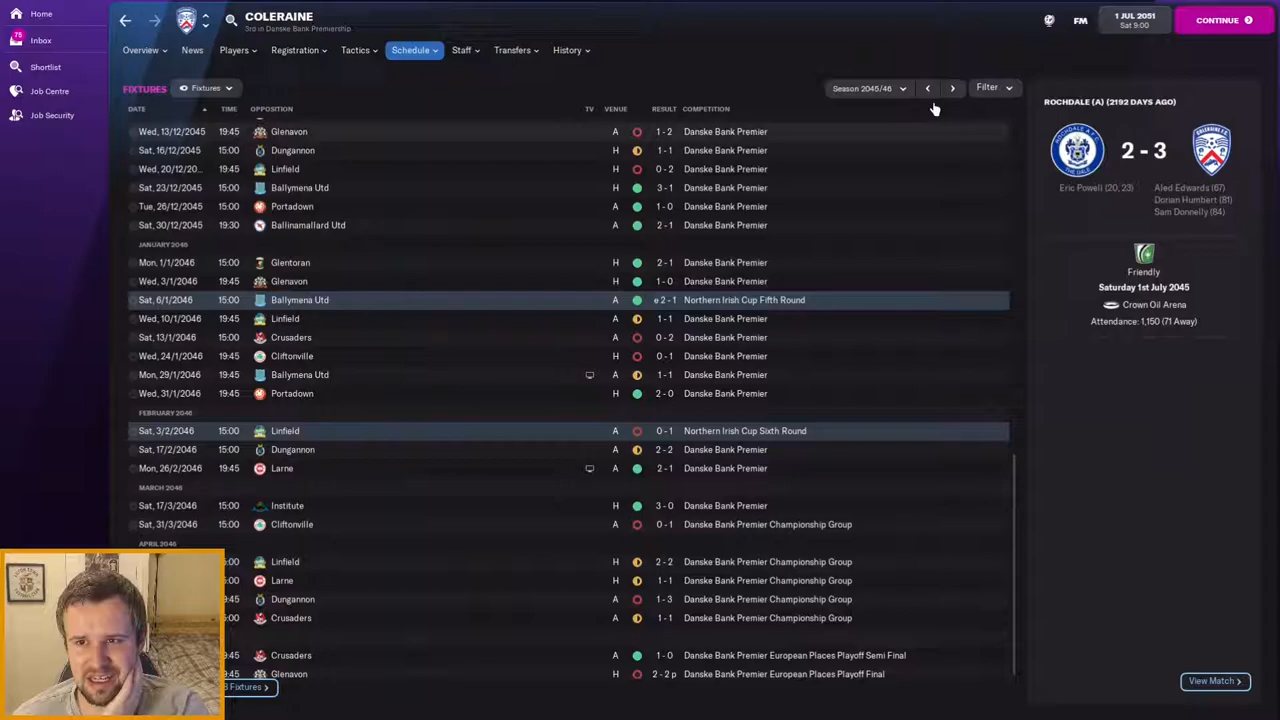 Home
COLERAINE
3rd in Danske Bank Premiership
FM
1 JUL 2051
Sat 9:00
CONTINUE
75
Inbox
Shortlist
Job Centre
Job Security
Overview
News
Players
Registration
Tactics
Schedule
Staff
Transfers
History
FIXTURES
Fixtures
Season 2045/46
Filter
DATE TIME OPPOSITION TV VENUE RESULT COMPETITION
Wed, 13/12/2045 19:45 Glenavon A 1 - 2 Danske Bank Premier
Sat, 16/12/2045 15:00 Dungannon H 1 - 1 Danske Bank Premier
Wed, 20/12/20... 19:45 Linfield H 0 - 2 Danske Bank Premier
Sat, 23/12/2045 15:00 Ballymena Utd H 3 - 1 Danske Bank Premier
Tue, 26/12/2045 15:00 Portadown A 1 - 0 Danske Bank Premier
Sat, 30/12/2045 19:30 Ballinamallard Utd A 2 - 1 Danske Bank Premier
JANUARY 2046
Mon, 1/1/2046 15:00 Glentoran H 2 - 1 Danske Bank Premier
Wed, 3/1/2046 19:45 Glenavon H 1 - 0 Danske Bank Premier
Sat, 6/1/2046 15:00 Ballymena Utd A e 2 - 1 Northern Irish Cup Fifth Round
Wed, 10/1/2046 19:45 Linfield A 1 - 1 Danske Bank Premier
Sat, 13/1/2046 15:00 Crusaders A 0 - 2 Danske Bank Premier
Wed, 24/1/2046 19:45 Cliftonville H 0 - 1 Danske Bank Premier
Mon, 29/1/2046 19:45 Ballymena Utd A 1 - 1 Danske Bank Premier
Wed, 31/1/2046 19:45 Portadown H 2 - 0 Danske Bank Premier
FEBRUARY 2046
Sat, 3/2/2046 15:00 Linfield A 0 - 1 Northern Irish Cup Sixth Round
Sat, 17/2/2046 15:00 Dungannon A 2 - 2 Danske Bank Premier
Mon, 26/2/2046 19:45 Larne A 2 - 1 Danske Bank Premier
MARCH 2046
Sat, 17/3/2046 15:00 Institute H 3 - 0 Danske Bank Premier
Sat, 31/3/2046 15:00 Cliftonville A 0 - 1 Danske Bank Premier Championship Group
APRIL 2046
5:00 Linfield H 2 - 2 Danske Bank Premier Championship Group
5:00 Larne H 1 - 1 Danske Bank Premier Championship Group
9:45 Dungannon A 1 - 3 Danske Bank Premier Championship Group
5:00 Crusaders A 1 - 1 Danske Bank Premier Championship Group
9:45 Crusaders A 1 - 0 Danske Bank Premier European Places Playoff Semi Final
9:45 Glenavon H 2 - 2 p Danske Bank Premier European Places Playoff Final
Fixtures
ROCHDALE (A) (2192 DAYS AGO)
2 - 3
Eric Powell (20, 23)
Aled Edwards (67)
Dorian Humbert (81)
Sam Donnelly (84)
Friendly
Saturday 1st July 2045
Crown Oil Arena
Attendance: 1,150 (71 Away)
View Match